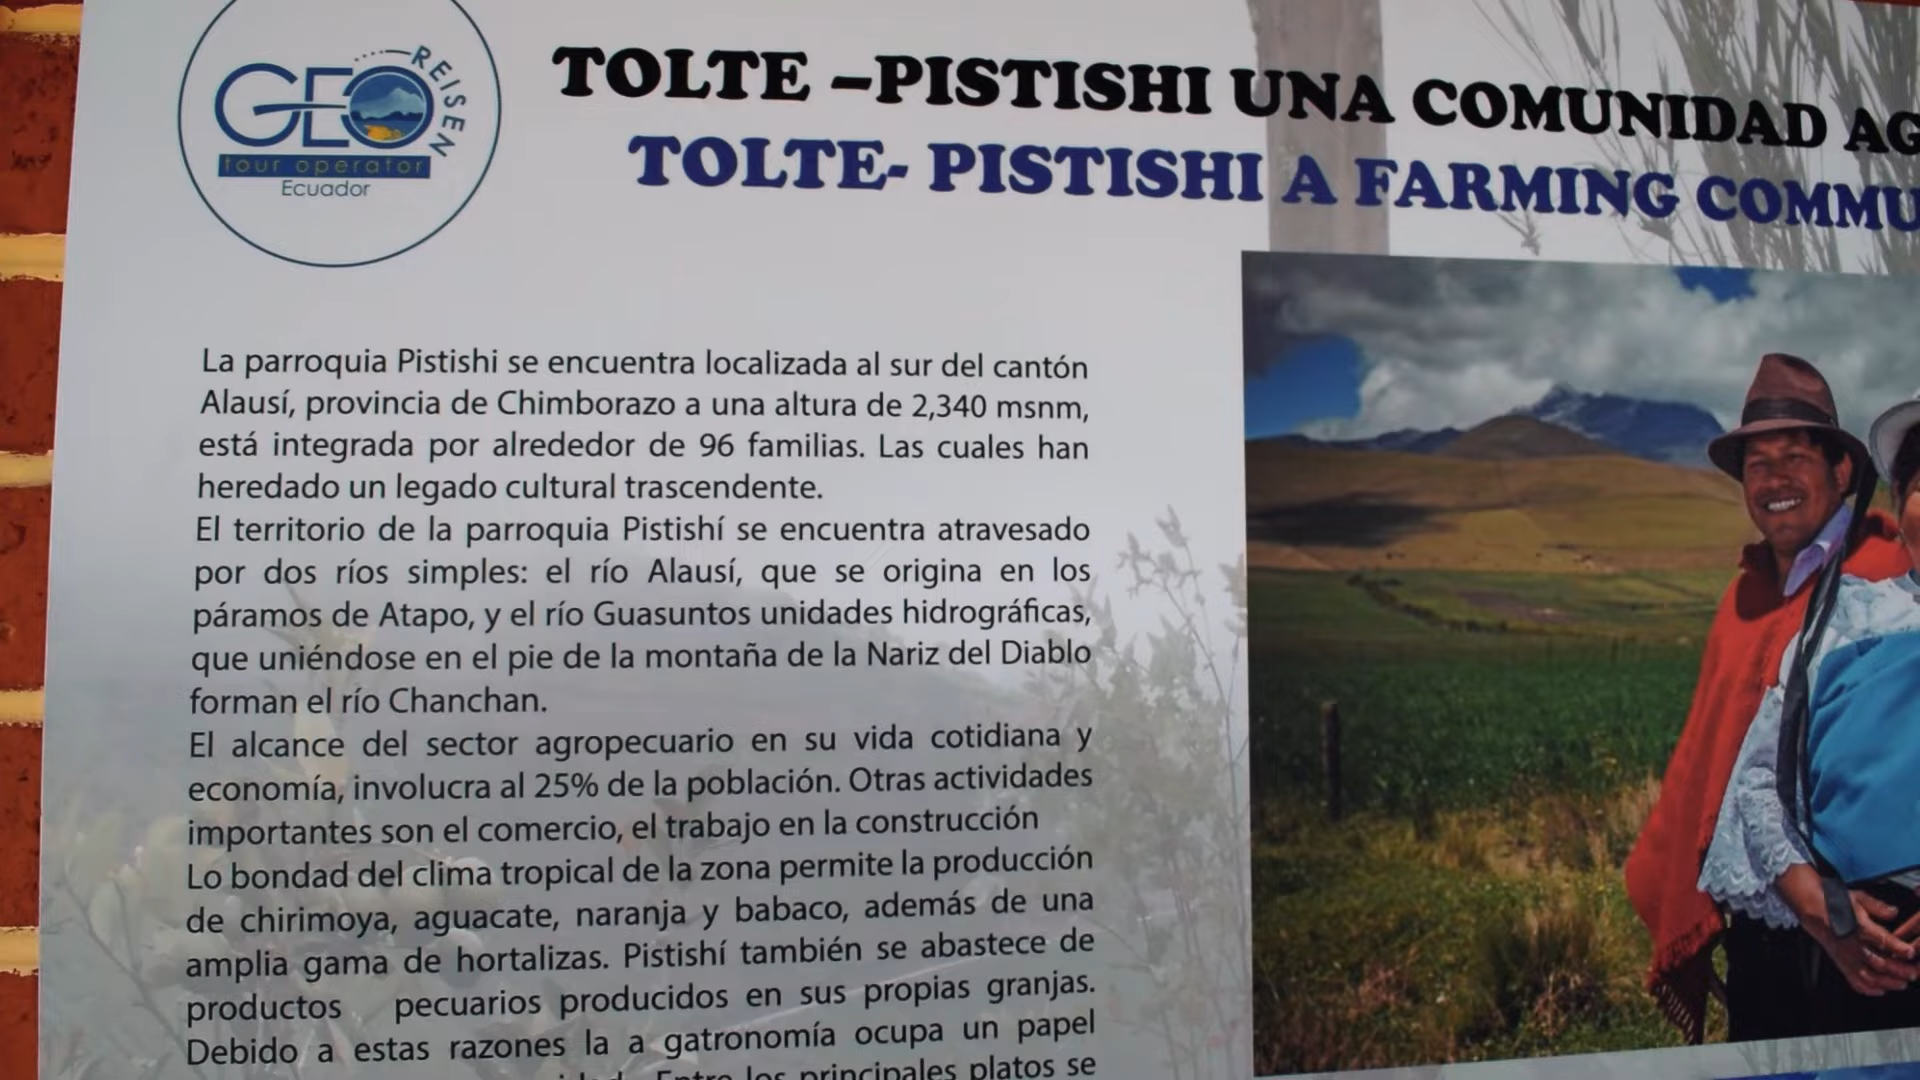 GEO REISEN
tour operator
Ecuador
TOLTE –PISTISHI UNA COMUNIDAD AG
TOLTE- PISTISHI A FARMING COMMU
La parroquia Pistishi se encuentra localizada al sur del cantón
Alausí, provincia de Chimborazo a una altura de 2,340 msnm,
está integrada por alrededor de 96 familias. Las cuales han
heredado un legado cultural trascendente.
El territorio de la parroquia Pistishí se encuentra atravesado
por dos ríos simples: el río Alausí, que se origina en los
páramos de Atapo, y el río Guasuntos unidades hidrográficas,
que uniéndose en el pie de la montaña de la Nariz del Diablo
forman el río Chanchan.
El alcance del sector agropecuario en su vida cotidiana y
economía, involucra al 25% de la población. Otras actividades
importantes son el comercio, el trabajo en la construcción
Lo bondad del clima tropical de la zona permite la producción
de chirimoya, aguacate, naranja y babaco, además de una
amplia gama de hortalizas. Pistishí también se abastece de
productos pecuarios producidos en sus propias granjas.
Debido a estas razones la a gatronomía ocupa un papel
Entre los principales platos se